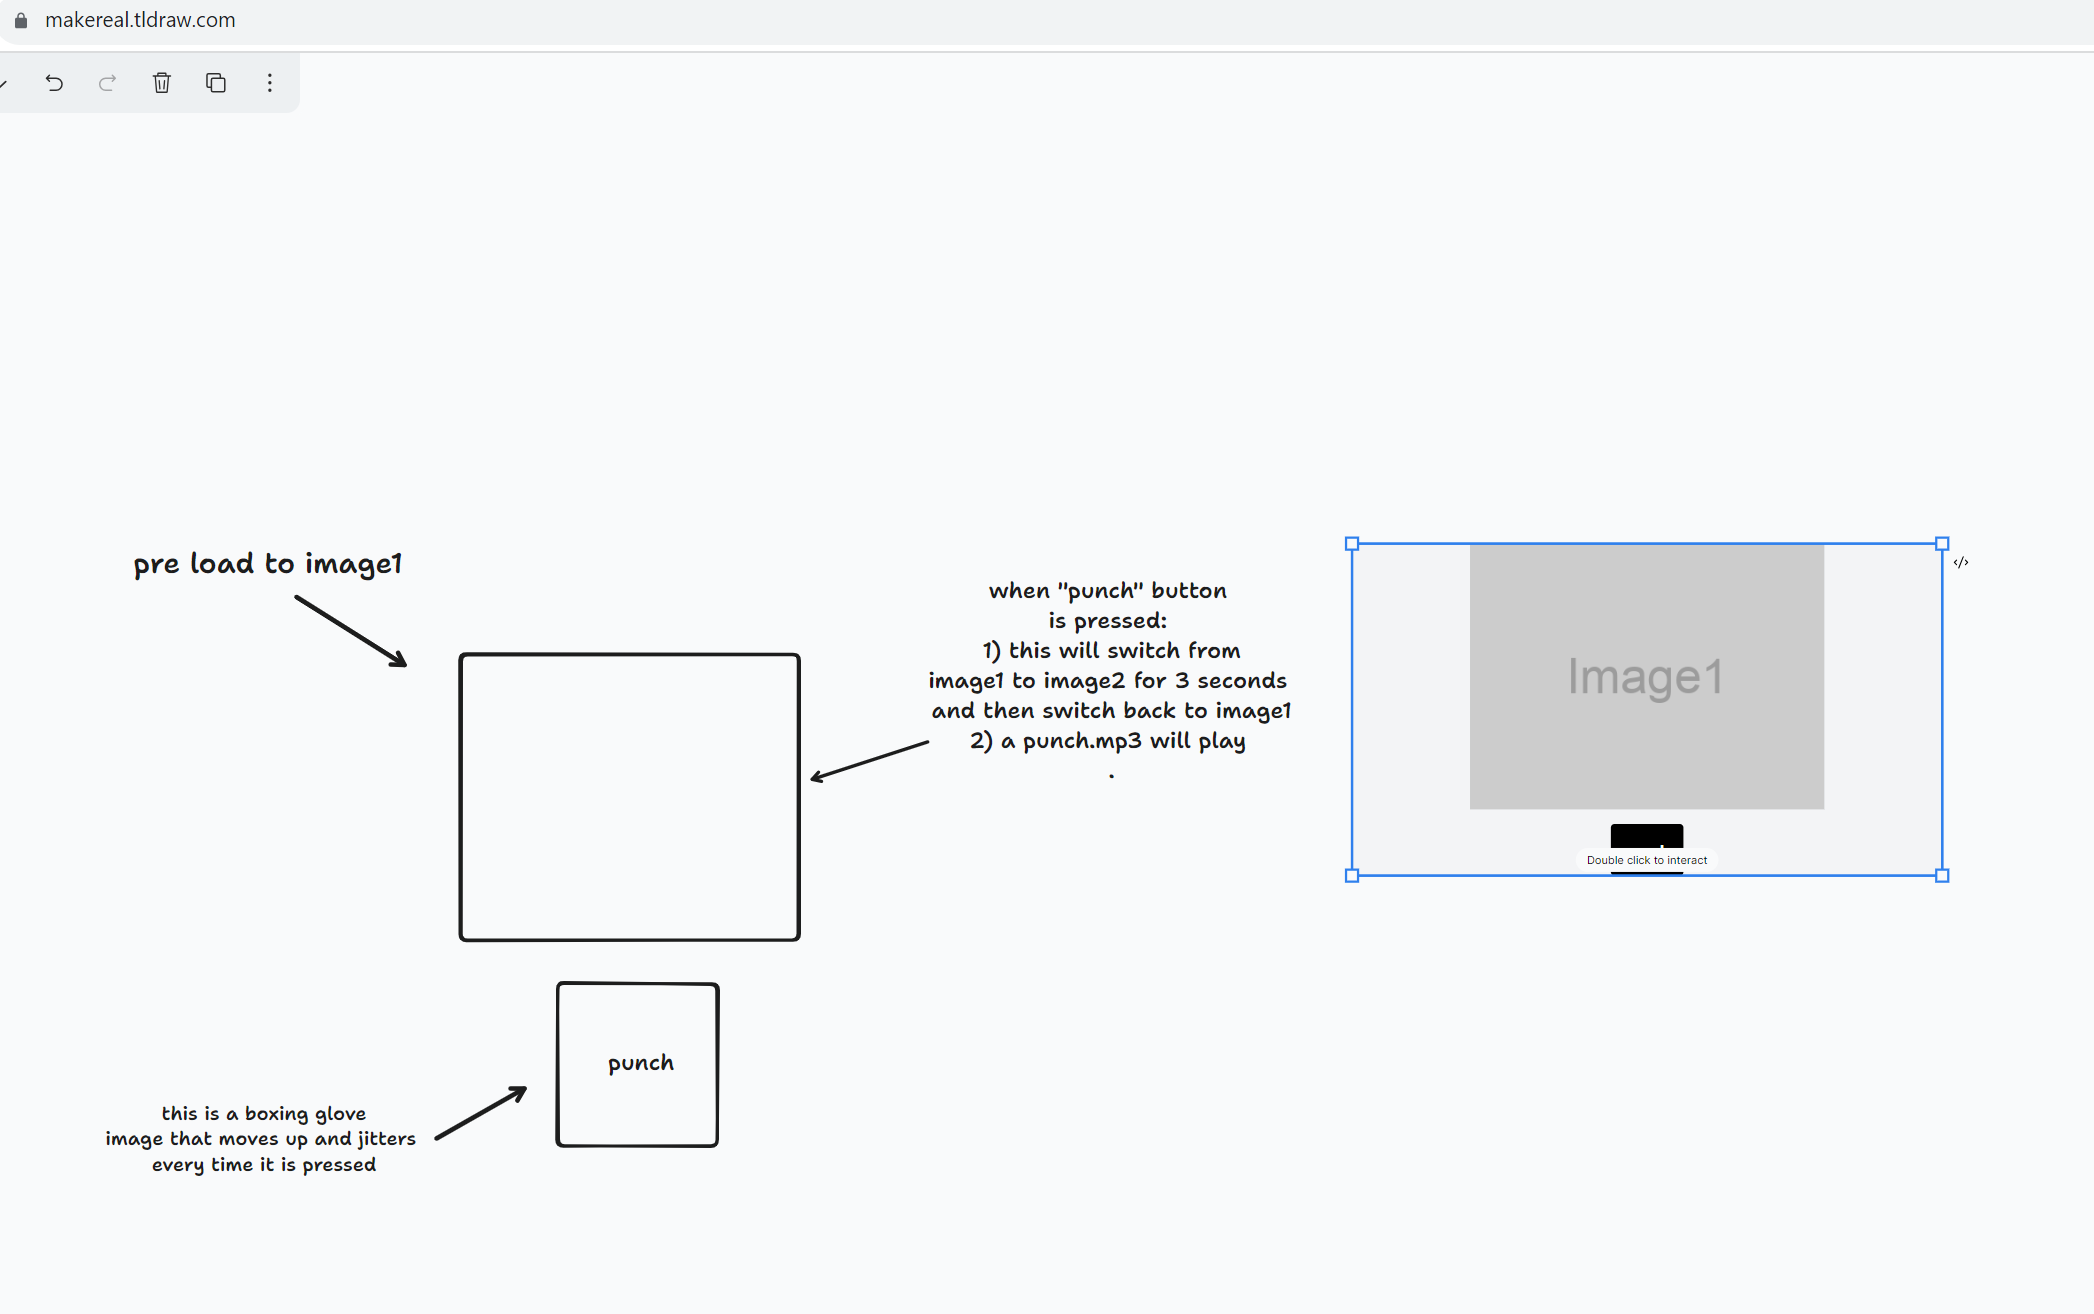 makereal.tldraw.com
pre load to image1
when "punch" button
is pressed:
1) this will switch from
image1 to image2 for 3 seconds
and then switch back to image1
2) a punch.mp3 will play
.
Image1
Double click to interact
punch
this is a boxing glove
image that moves up and jitters
every time it is pressed